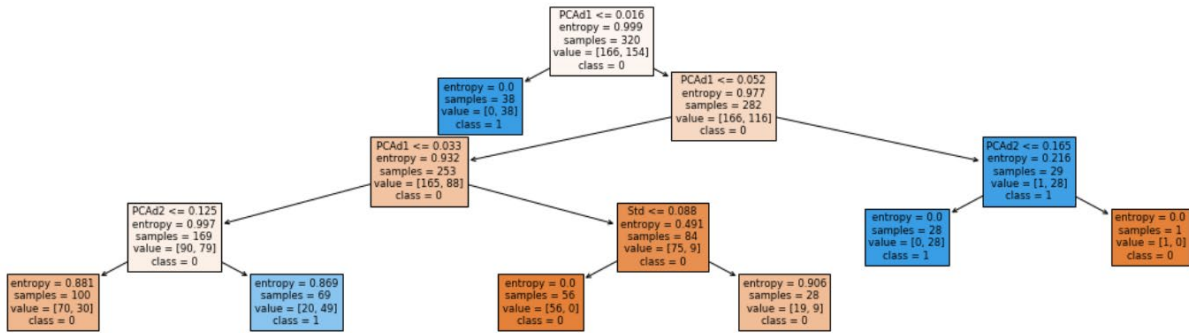 PCAd1 <= 0.016
entropy = 0.999
samples = 320
value = [166, 154]
class = 0
entropy = 0.0
samples = 38
value = [0, 38]
class = 1
PCAd1 <= 0.052
entropy = 0.977
samples = 282
value = [166, 116]
class = 0
PCAd1 <= 0.033
entropy = 0.932
samples = 253
value = [165, 88]
class = 0
PCAd2 <= 0.165
entropy = 0.216
samples = 29
value = [1, 28]
class = 1
PCAd2 <= 0.125
entropy = 0.997
samples = 169
value = [90, 79]
class = 0
Std <= 0.088
entropy = 0.491
samples = 84
value = [75, 9]
class = 0
entropy = 0.0
samples = 28
value = [0, 28]
class = 1
entropy = 0.0
samples = 1
value = [1, 0]
class = 0
entropy = 0.881
samples = 100
value = [70, 30]
class = 0
entropy = 0.869
samples = 69
value = [20, 49]
class = 1
entropy = 0.0
samples = 56
value = [56, 0]
class = 0
entropy = 0.906
samples = 28
value = [19, 9]
class = 0